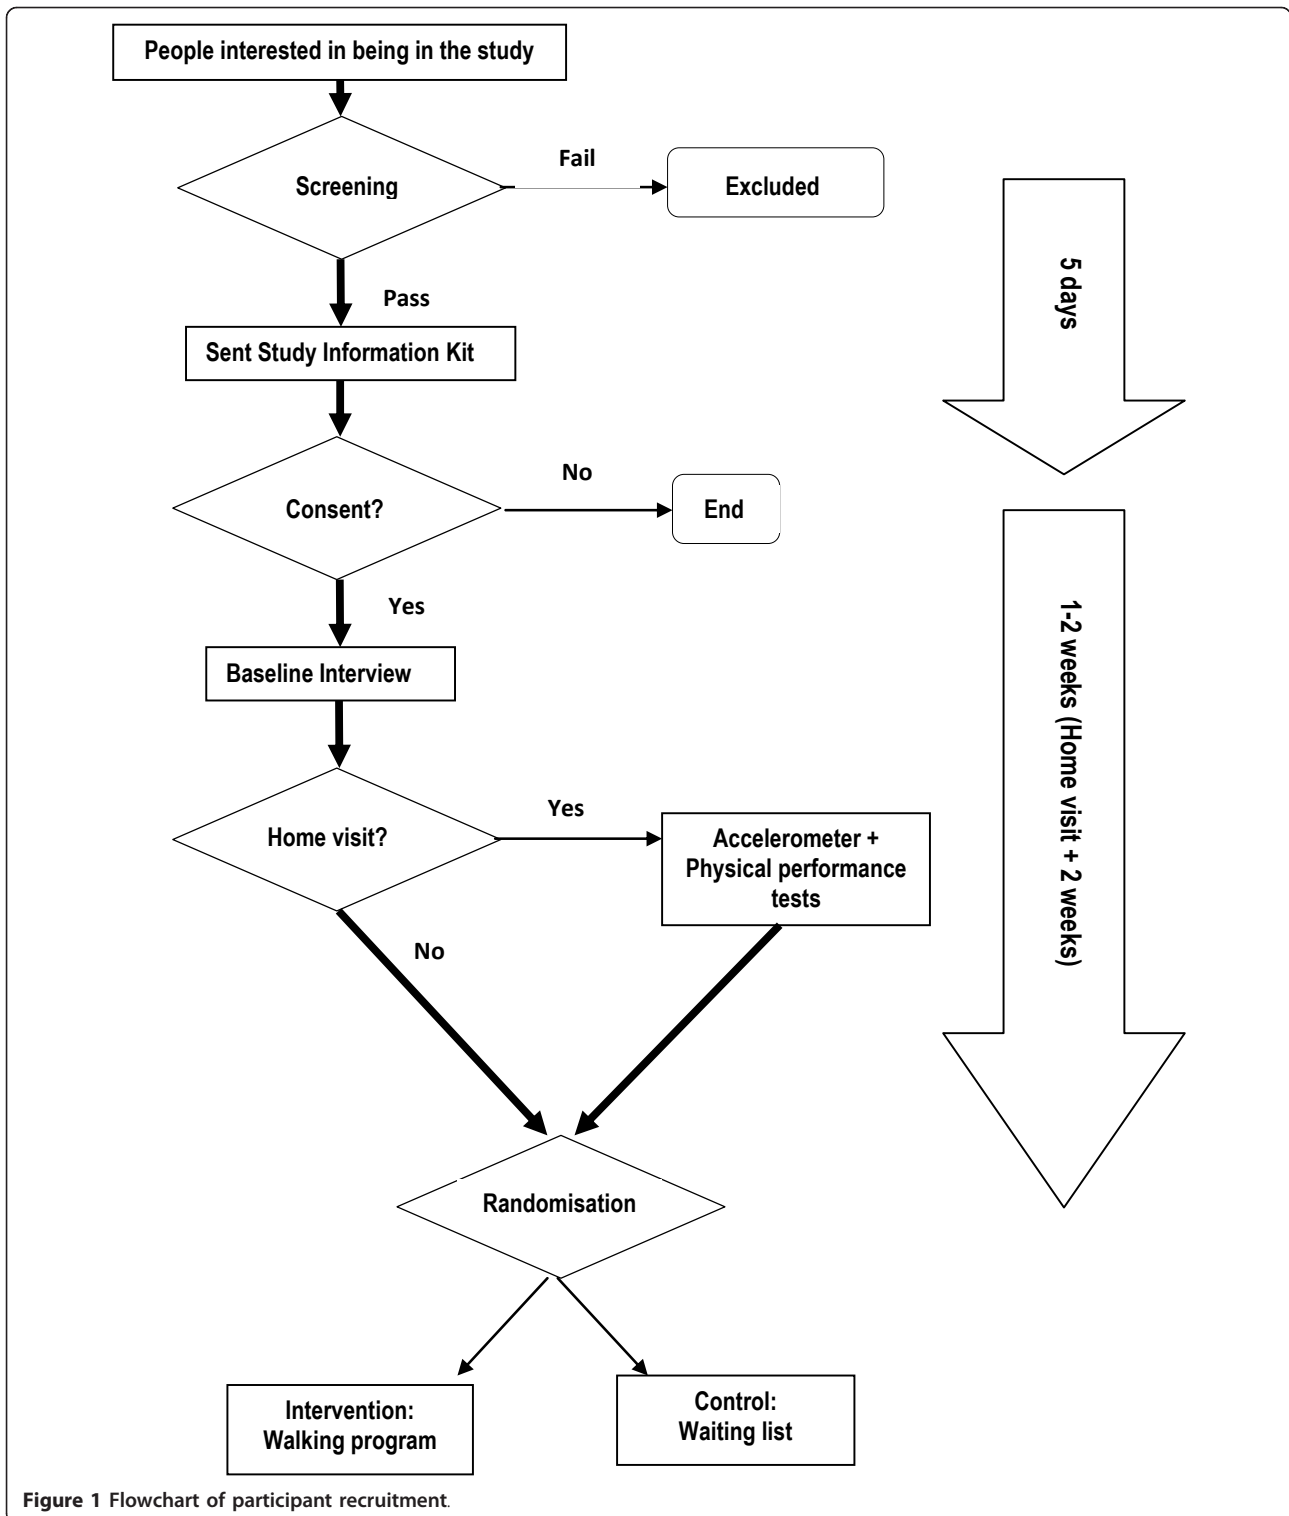 People interested in being in the study
Screening
Fail
Excluded
Pass
Sent Study Information Kit
Consent?
No
End
Yes
Baseline Interview
Home visit?
Yes
Accelerometer +
Physical performance
tests
No
Randomisation
Intervention:
Walking program
Control:
Waiting list
5 days
1-2 weeks (Home visit + 2 weeks)
Figure 1 Flowchart of participant recruitment.